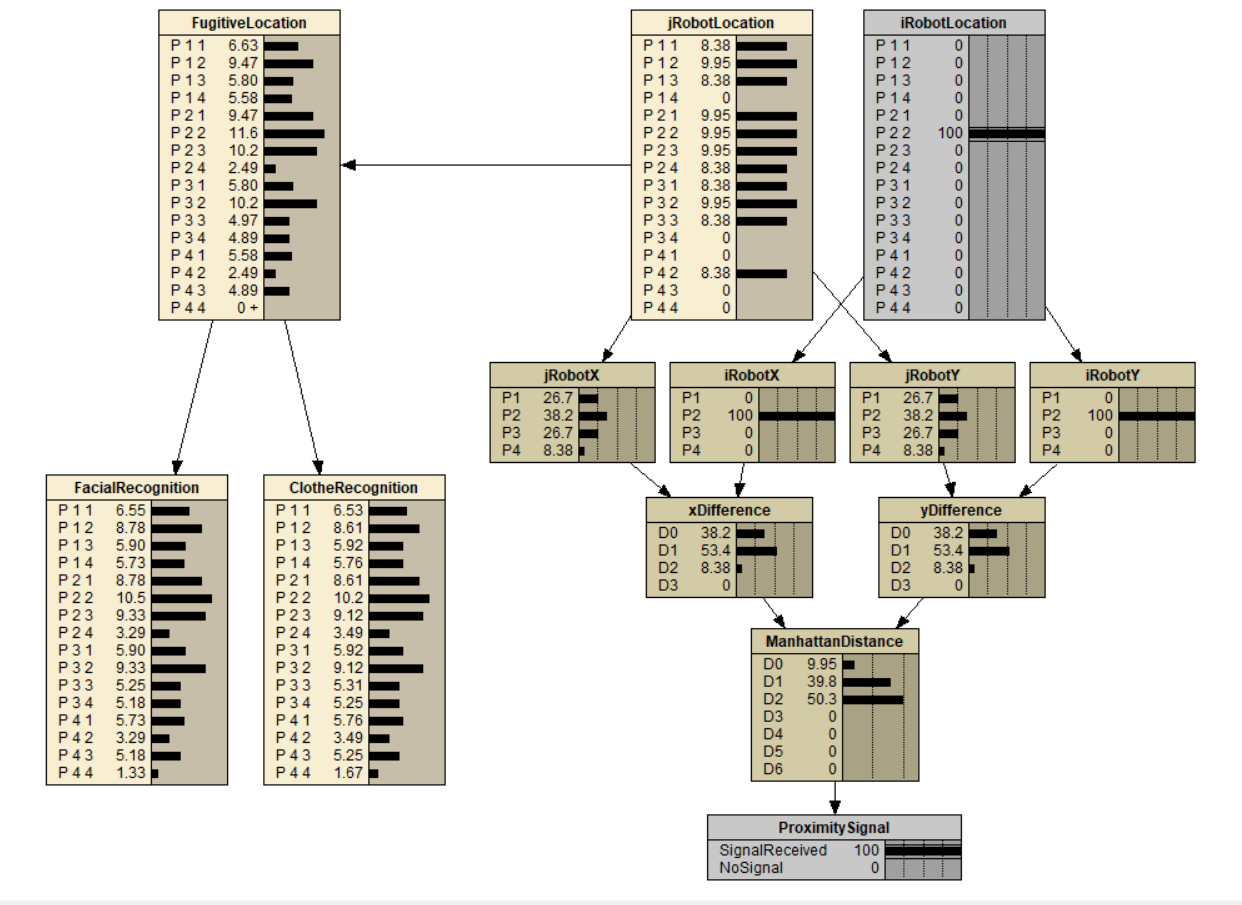 FugitiveLocation
P 1 1 6.63
P 1 2 9.47
P 1 3 5.80
P 1 4 5.58
P 2 1 9.47
P 2 2 11.6
P 2 3 10.2
P 2 4 2.49
P 3 1 5.80
P 3 2 10.2
P 3 3 4.97
P 3 4 4.89
P 4 1 5.58
P 4 2 2.49
P 4 3 4.89
P 4 4 0 +
jRobotLocation
P 1 1 8.38
P 1 2 9.95
P 1 3 8.38
P 1 4 0
P 2 1 9.95
P 2 2 9.95
P 2 3 9.95
P 2 4 8.38
P 3 1 8.38
P 3 2 9.95
P 3 3 8.38
P 3 4 0
P 4 1 0
P 4 2 8.38
P 4 3 0
P 4 4 0
iRobotLocation
P 1 1 0
P 1 2 0
P 1 3 0
P 1 4 0
P 2 1 0
P 2 2 100
P 2 3 0
P 2 4 0
P 3 1 0
P 3 2 0
P 3 3 0
P 3 4 0
P 4 1 0
P 4 2 0
P 4 3 0
P 4 4 0
jRobotX
P1 26.7
P2 38.2
P3 26.7
P4 8.38
iRobotX
P1 0
P2 100
P3 0
P4 0
jRobotY
P1 26.7
P2 38.2
P3 26.7
P4 8.38
iRobotY
P1 0
P2 100
P3 0
P4 0
FacialRecognition
P 1 1 6.55
P 1 2 8.78
P 1 3 5.90
P 1 4 5.73
P 2 1 8.78
P 2 2 10.5
P 2 3 9.33
P 2 4 3.29
P 3 1 5.90
P 3 2 9.33
P 3 3 5.25
P 3 4 5.18
P 4 1 5.73
P 4 2 3.29
P 4 3 5.18
P 4 4 1.33
ClotheRecognition
P 1 1 6.53
P 1 2 8.61
P 1 3 5.92
P 1 4 5.76
P 2 1 8.61
P 2 2 10.2
P 2 3 9.12
P 2 4 3.49
P 3 1 5.92
P 3 2 9.12
P 3 3 5.31
P 3 4 5.25
P 4 1 5.76
P 4 2 3.49
P 4 3 5.25
P 4 4 1.67
xDifference
D0 38.2
D1 53.4
D2 8.38
D3 0
yDifference
D0 38.2
D1 53.4
D2 8.38
D3 0
ManhattanDistance
D0 9.95
D1 39.8
D2 50.3
D3 0
D4 0
D5 0
D6 0
ProximitySignal
SignalReceived 100
NoSignal 0